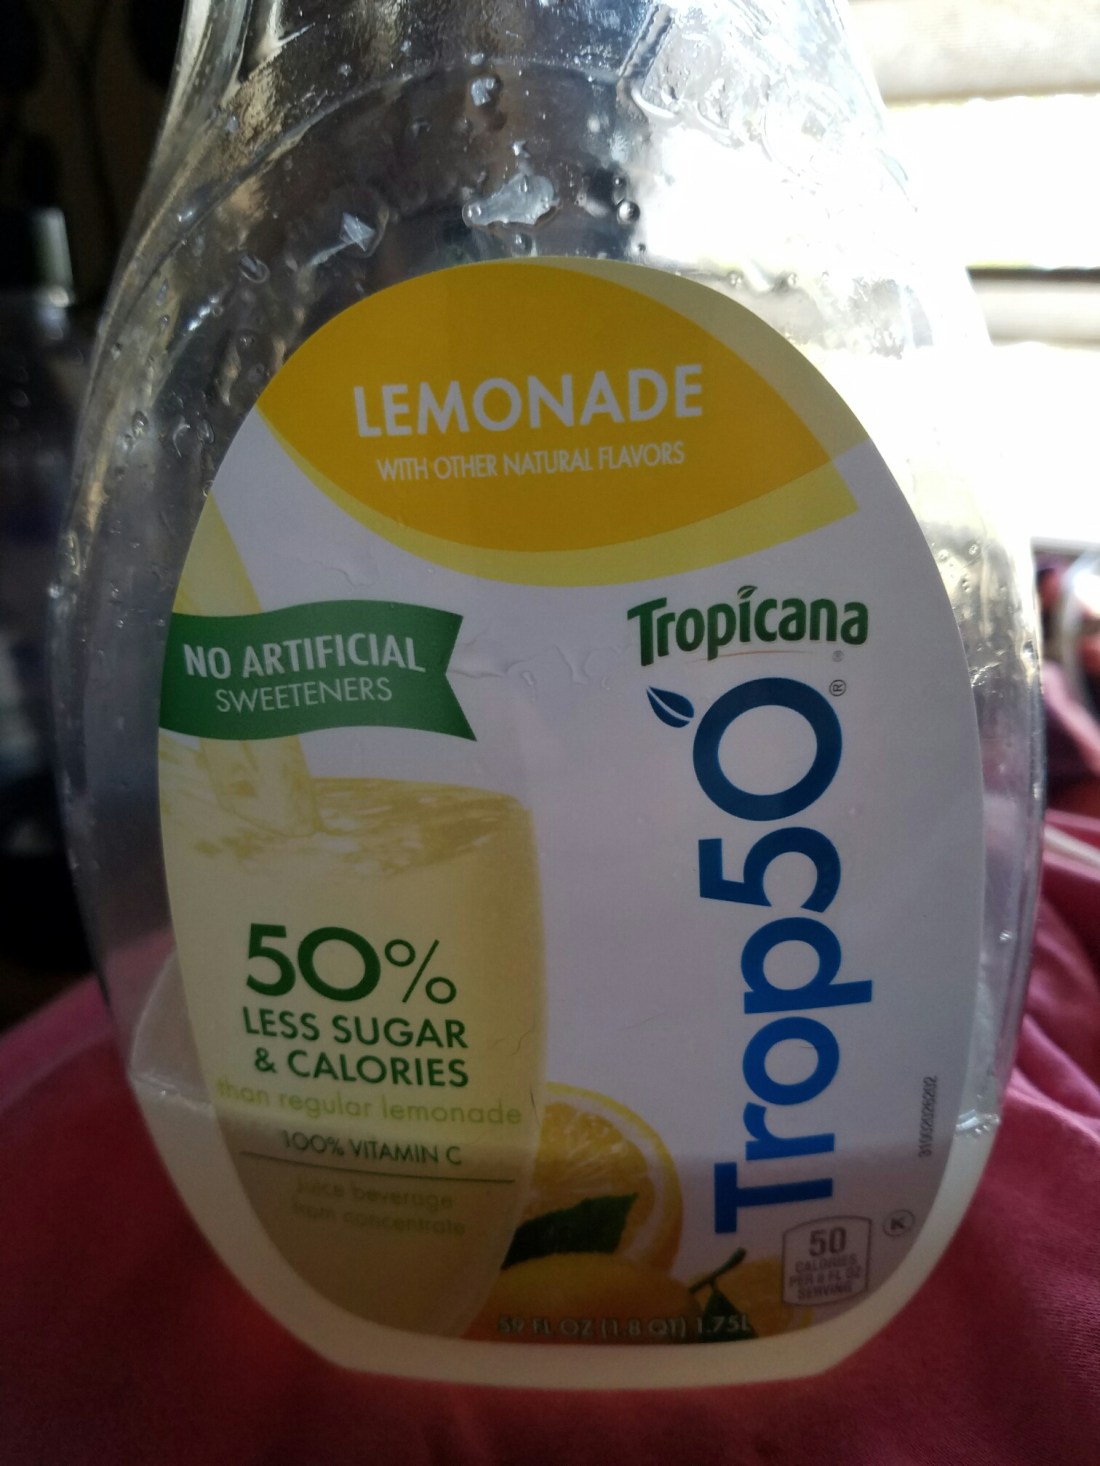 LEMONADE
WITH OTHER NATURAL FLAVORS
Tropicana
®
NO ARTIFICIAL
SWEETENERS
Trop50
®
50%
LESS SUGAR
& CALORIES
than regular lemonade
100% VITAMIN C
juice beverage
from concentrate
50
CALORIES
PER 8 FL OZ
SERVING
K
59 FL OZ (1.8 QT) 1.75L